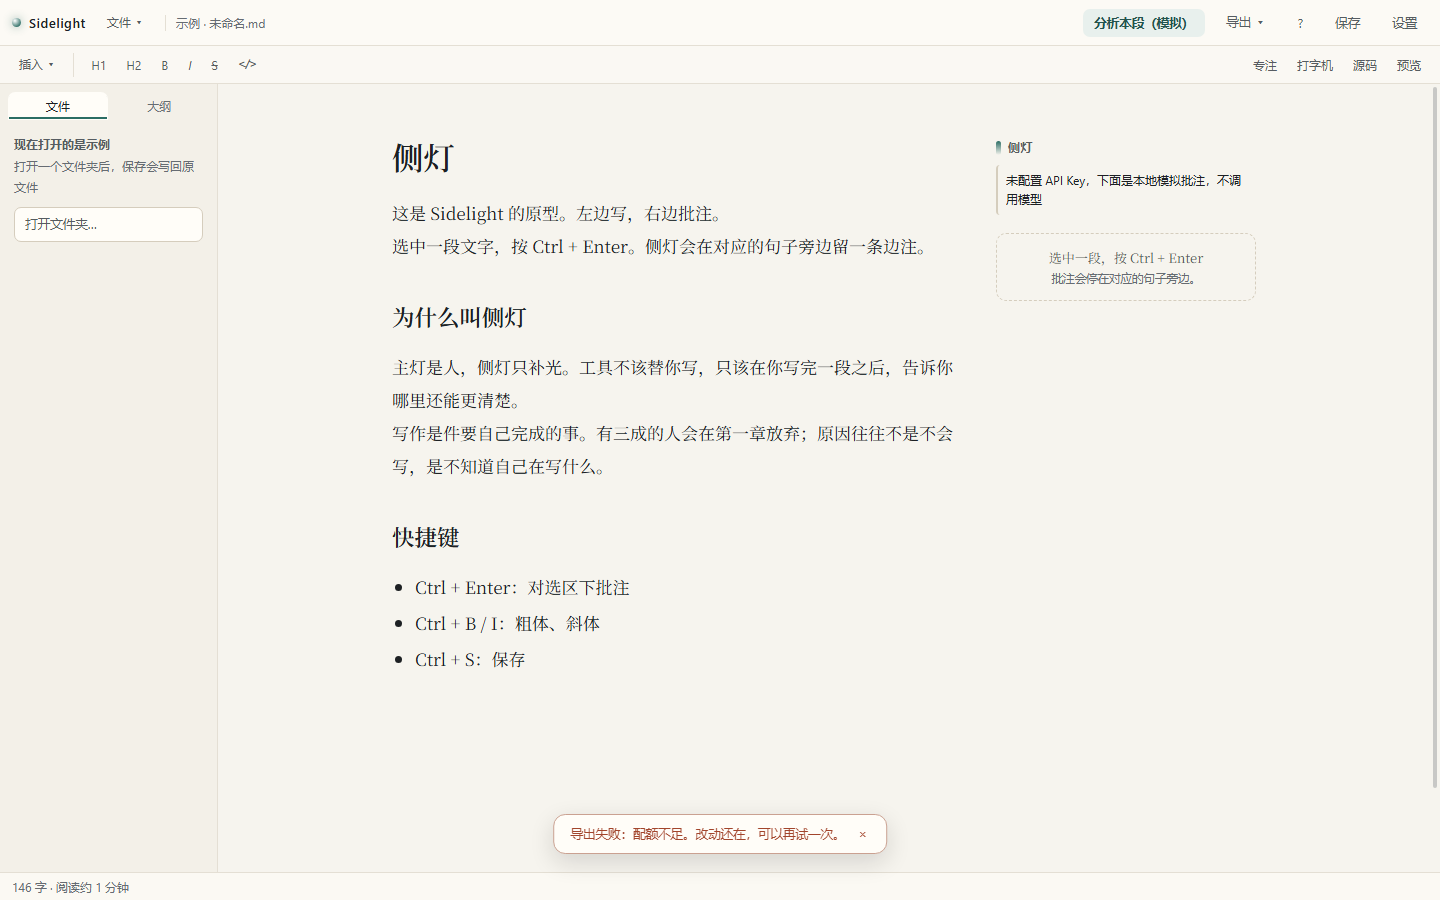 Sidelight 文件 ▾ 示例 · 未命名.md 分析本段（模拟） 导出 ▾ ? 保存 设置
插入 ▾ H1 H2 B I S </> 专注 打字机 源码 预览
文件 大纲
现在打开的是示例
打开一个文件夹后，保存会写回原
文件
打开文件夹...
侧灯
这是 Sidelight 的原型。左边写，右边批注。
选中一段文字，按 Ctrl + Enter。侧灯会在对应的句子旁边留一条边注。
为什么叫侧灯
主灯是人，侧灯只补光。工具不该替你写，只该在你写完一段之后，告诉你
哪里还能更清楚。
写作是件要自己完成的事。有三成的人会在第一章放弃；原因往往不是不会
写，是不知道自己在写什么。
快捷键
• Ctrl + Enter：对选区下批注
• Ctrl + B / I：粗体、斜体
• Ctrl + S：保存
侧灯
未配置 API Key，下面是本地模拟批注，不调
用模型
选中一段，按 Ctrl + Enter
批注会停在对应的句子旁边。
导出失败：配额不足。改动还在，可以再试一次。 ×
146 字 · 阅读约 1 分钟